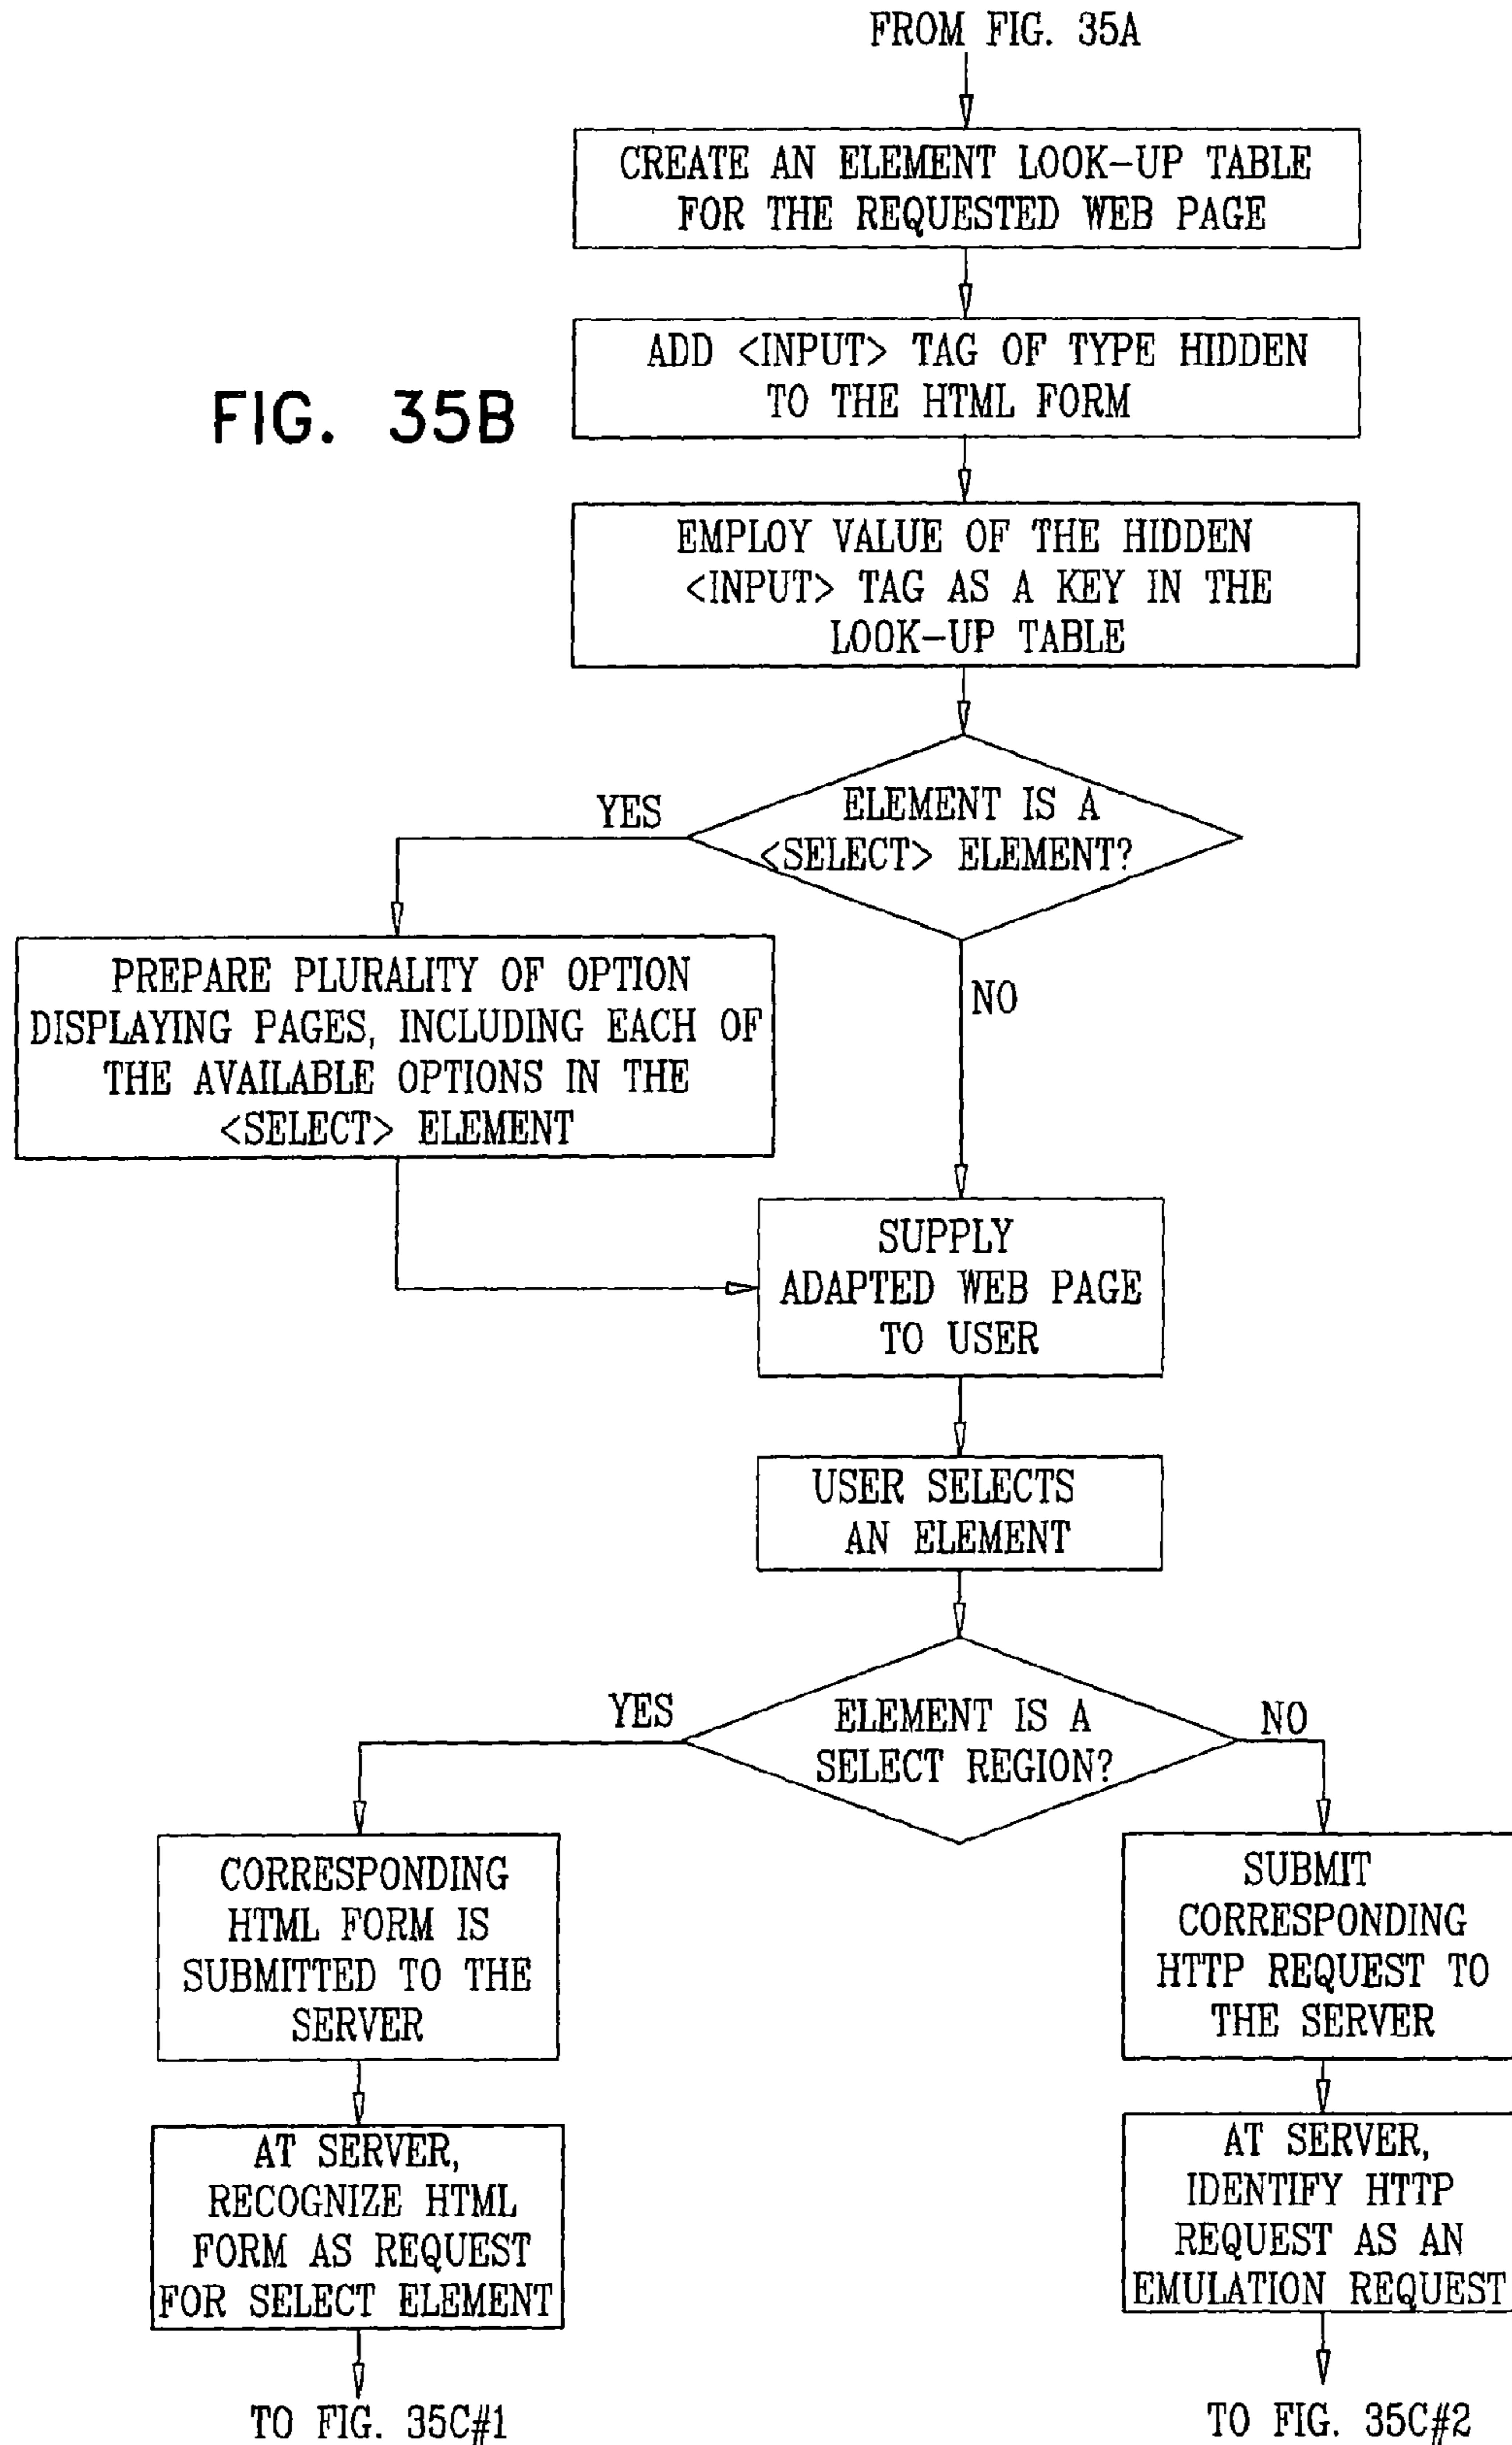 FROM FIG. 35A
CREATE AN ELEMENT LOOK-UP TABLE
FOR THE REQUESTED WEB PAGE
ADD <INPUT> TAG OF TYPE HIDDEN
TO THE HTML FORM
FIG. 35B
EMPLOY VALUE OF THE HIDDEN
<INPUT> TAG AS A KEY IN THE
LOOK-UP TABLE
ELEMENT IS A
<SELECT> ELEMENT?
YES
NO
PREPARE PLURALITY OF OPTION
DISPLAYING PAGES, INCLUDING EACH OF
THE AVAILABLE OPTIONS IN THE
<SELECT> ELEMENT
SUPPLY
ADAPTED WEB PAGE
TO USER
USER SELECTS
AN ELEMENT
ELEMENT IS A
SELECT REGION?
YES
NO
CORRESPONDING
HTML FORM IS
SUBMITTED TO THE
SERVER
SUBMIT
CORRESPONDING
HTTP REQUEST TO
THE SERVER
AT SERVER,
RECOGNIZE HTML
FORM AS REQUEST
FOR SELECT ELEMENT
AT SERVER,
IDENTIFY HTTP
REQUEST AS AN
EMULATION REQUEST
TO FIG. 35C#1
TO FIG. 35C#2